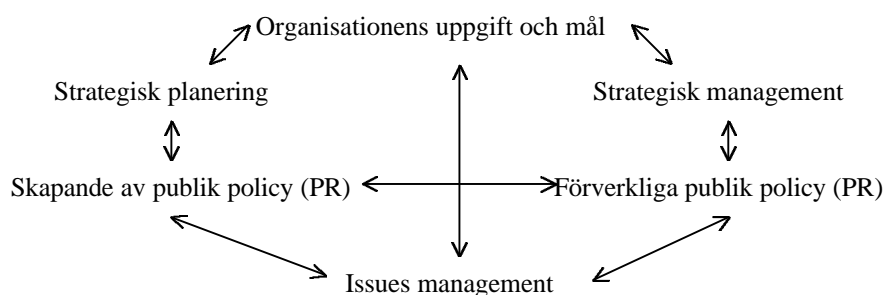 Organisationens uppgift och mål
Strategisk planering
Strategisk management
Skapande av publik policy (PR)
Förverkliga publik policy (PR)
Issues management